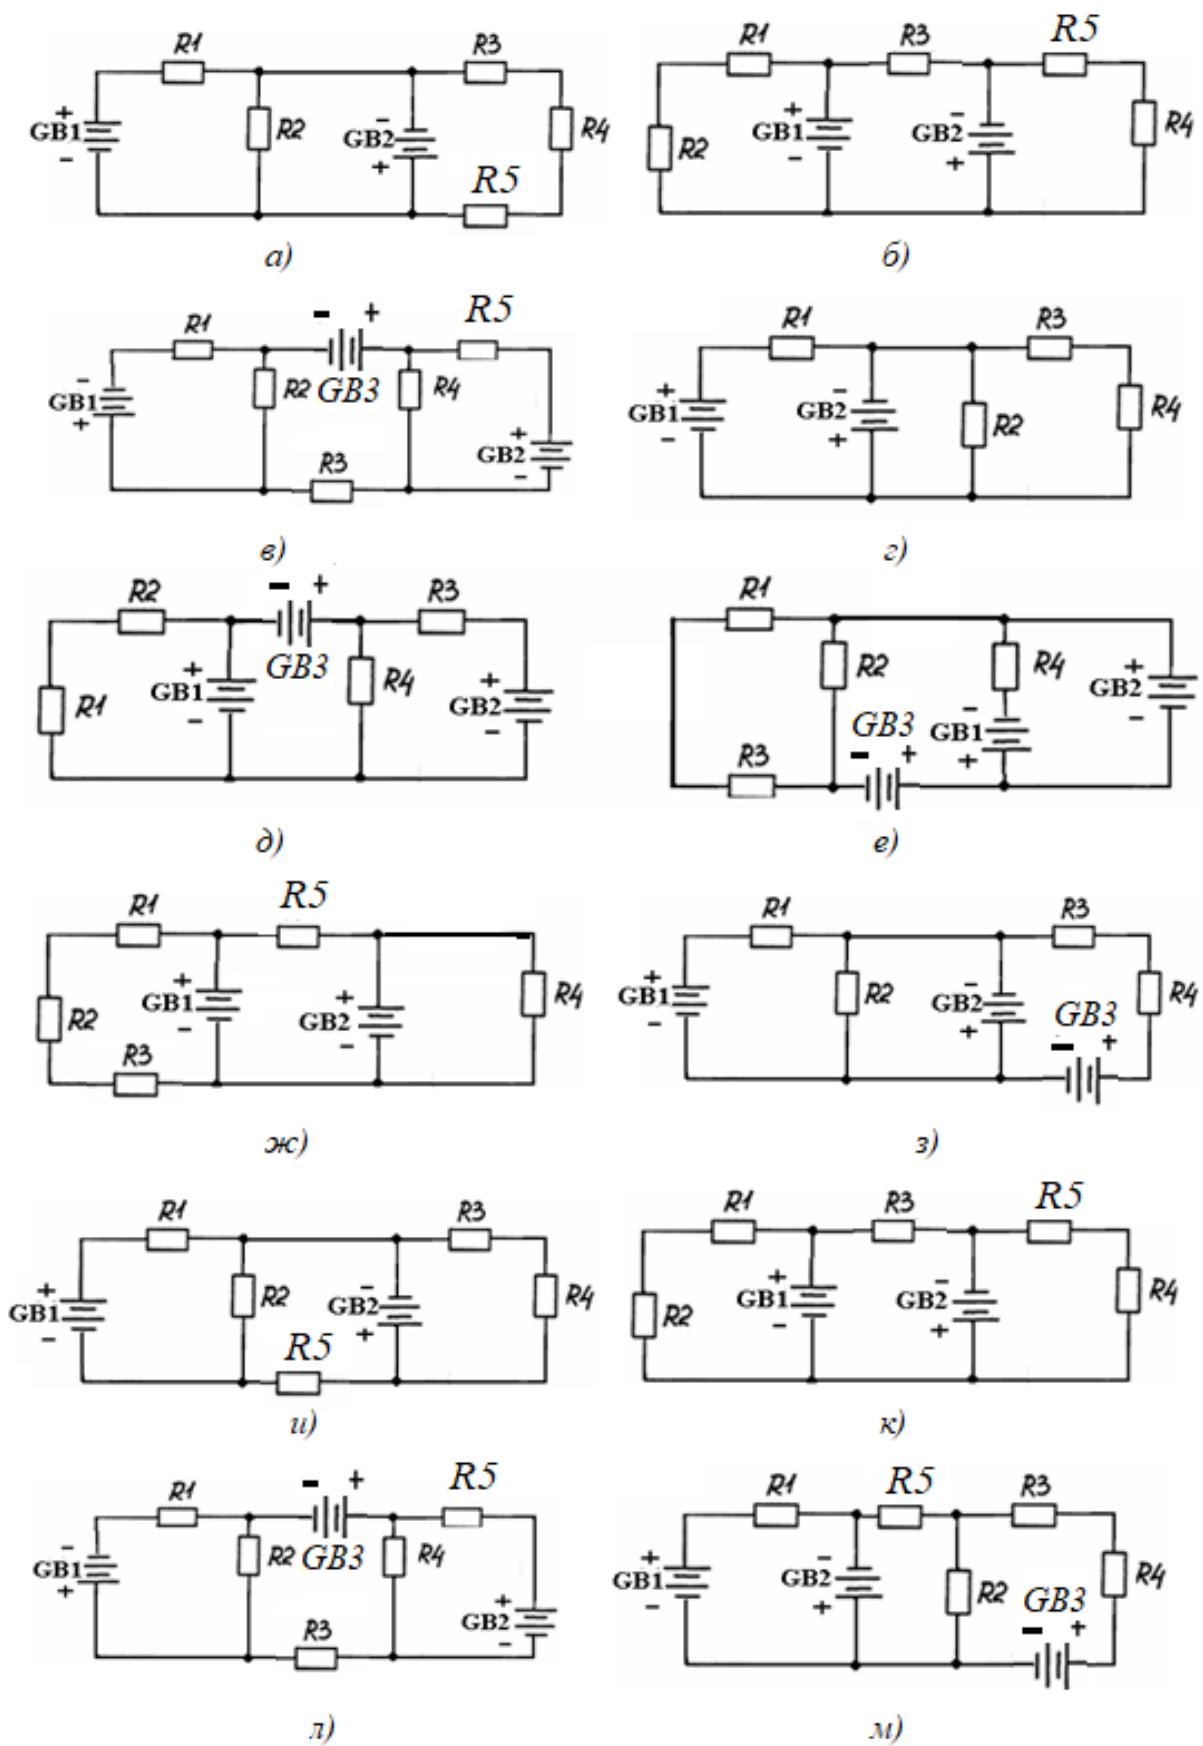 R1 R3 R1 R3 R5
+ GB1 - R2 - GB2 + R4 R2 + GB1 - - GB2 + R4
R5
а) б)
R1 - + R5 R1 R3
- GB1 + R2 GB3 R4 + GB2 - + GB1 - - GB2 + R2 R4
R3
в) г)
R2 - + R3 R1
R1 + GB1 - GB3 R4 + GB2 - R2 R4 + GB2 -
R3 - GB3 + - GB1 +
д) е)
R1 R5 R1 R3
R2 + GB1 - + GB2 - R4 + GB1 - R2 - GB2 + R4
R3 - GB3 +
ж) з)
R1 R3 R1 R3 R5
+ GB1 - R2 - GB2 + R4 R2 + GB1 - - GB2 + R4
R5
и) к)
R1 - + R5 R1 R5 R3
- GB1 + R2 GB3 R4 + GB2 - + GB1 - - GB2 + R2 R4
R3 - GB3 +
л) м)